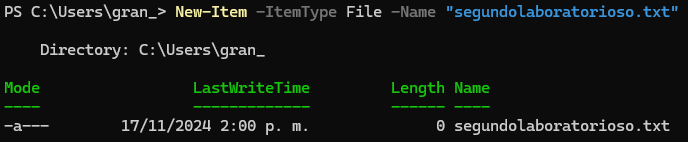 PS C:\Users\gran_> New-Item -ItemType File -Name "segundolaboratorioso.txt"
Directory: C:\Users\gran_
Mode LastWriteTime Length Name
---- ------------- ------ ----
-a--- 17/11/2024 2:00 p. m. 0 segundolaboratorioso.txt